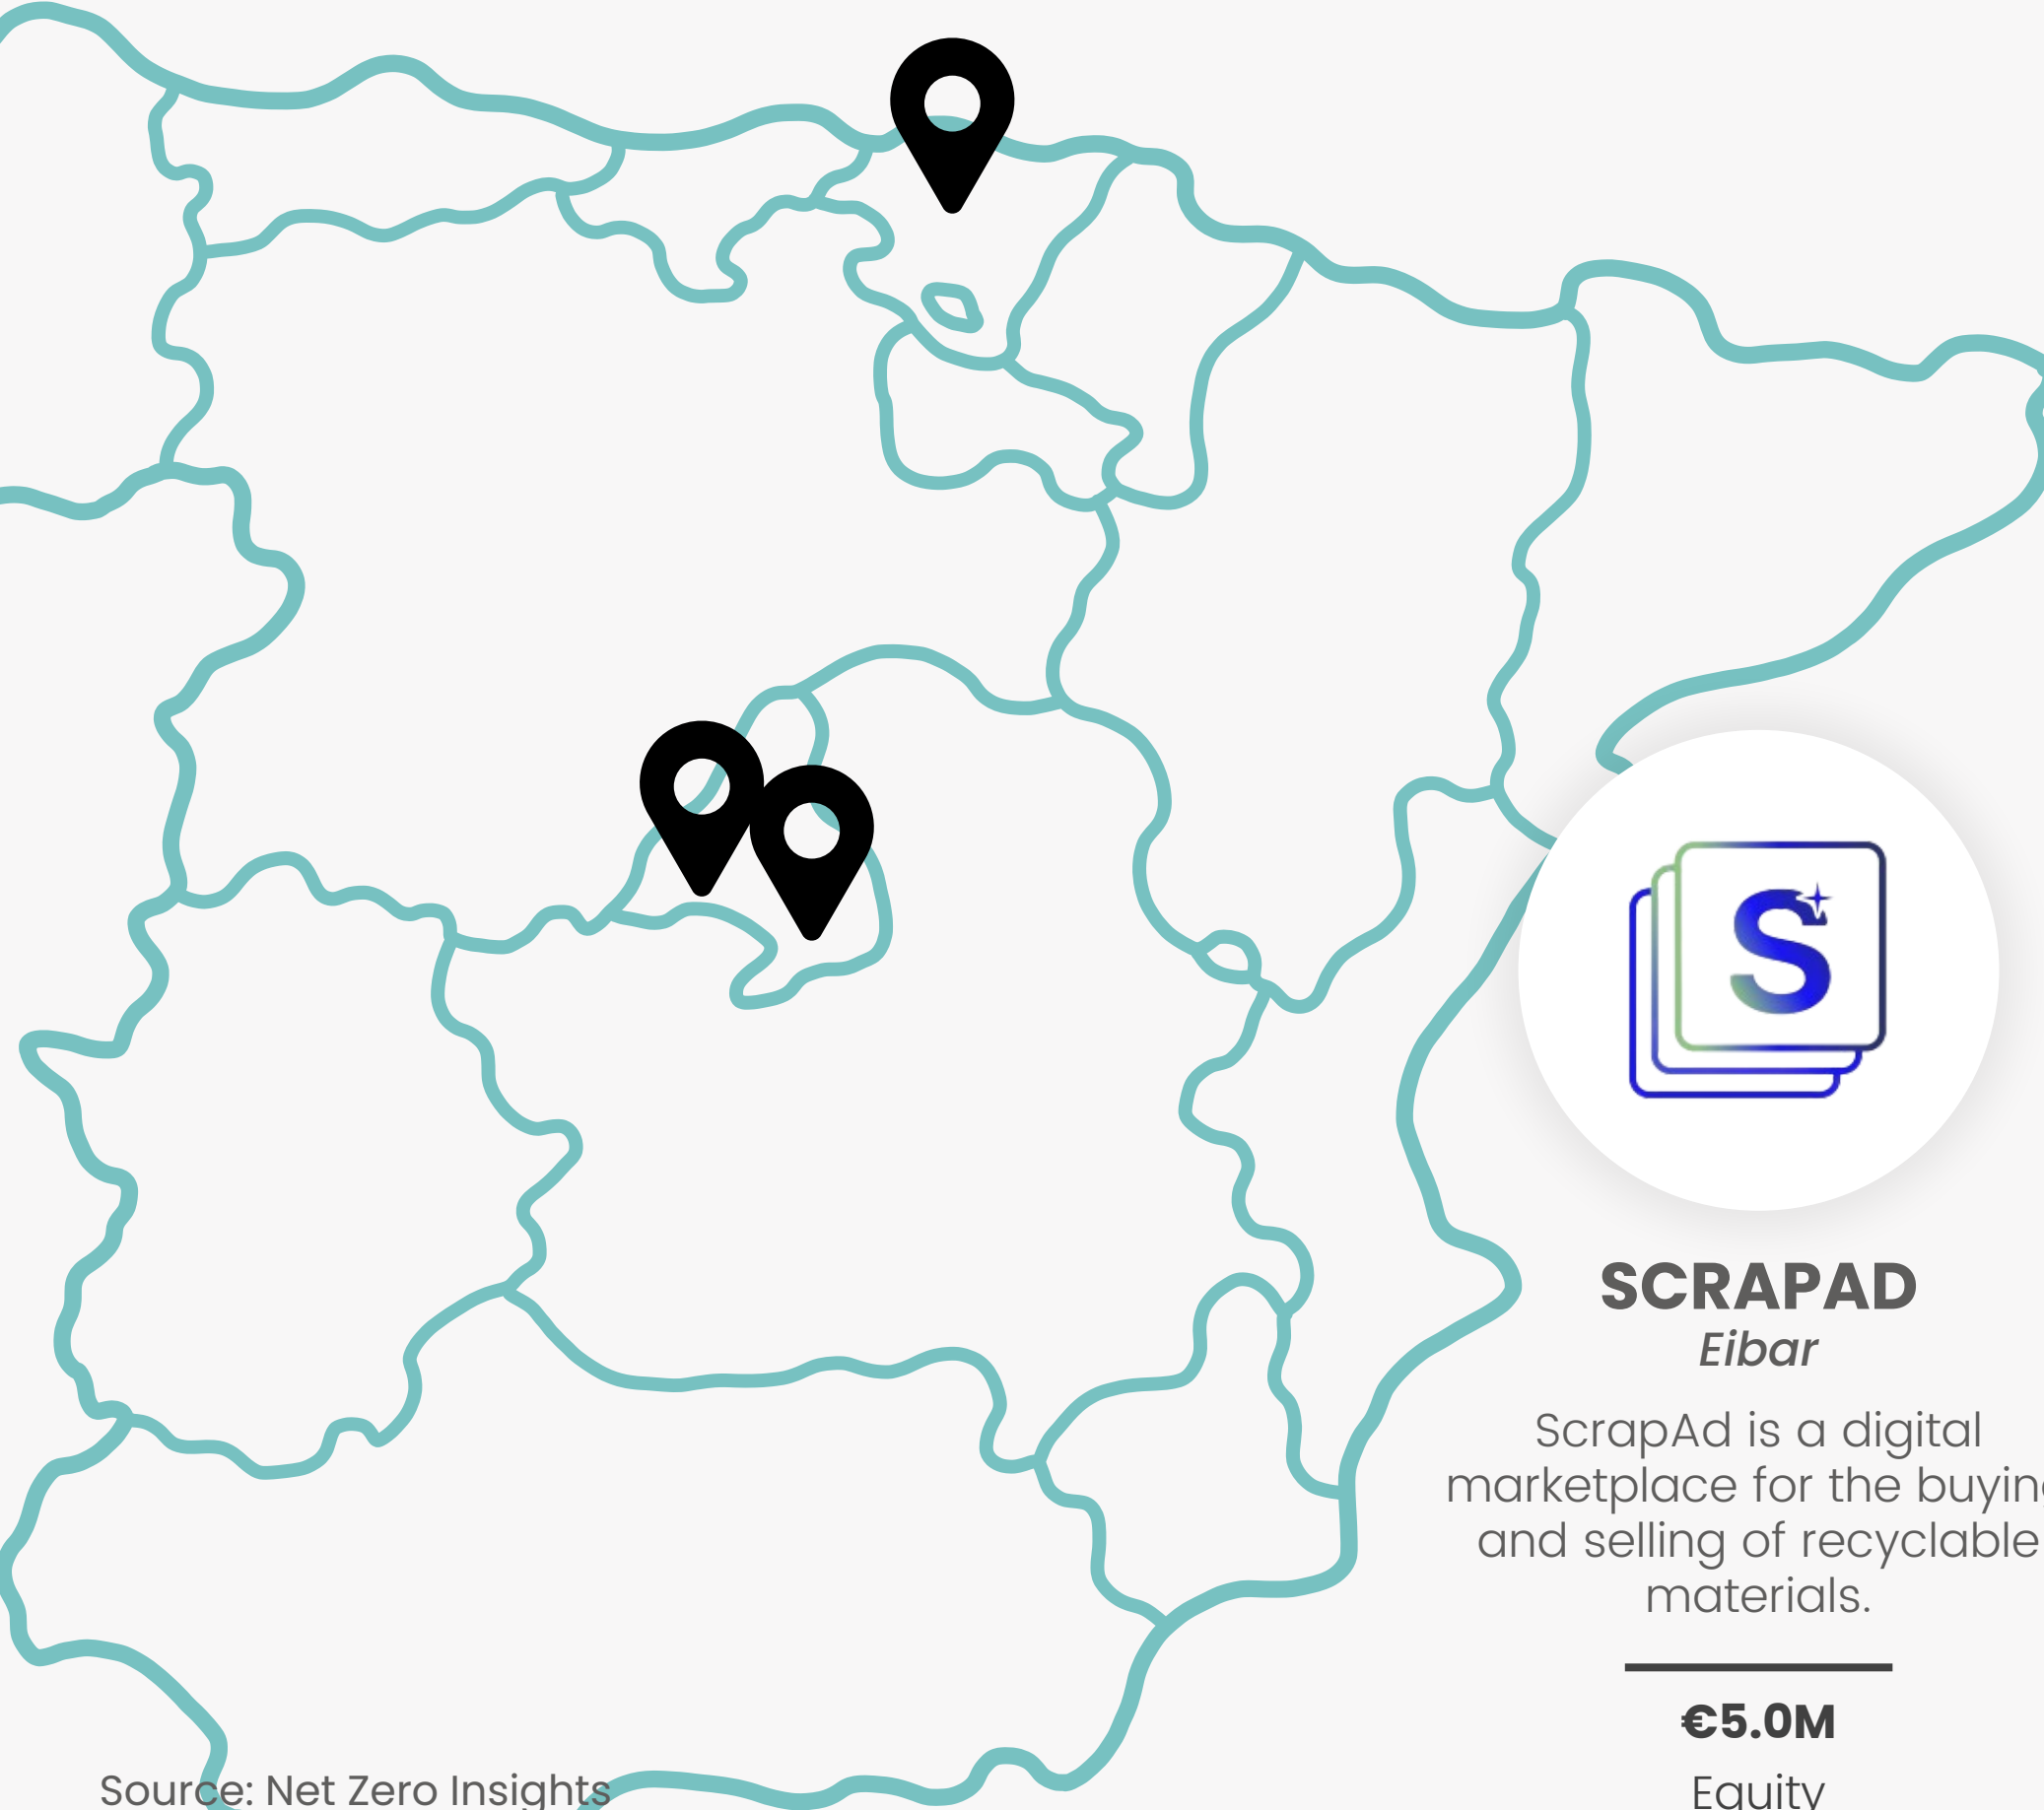 S
SCRAPAD
Eibar
ScrapAd is a digital
marketplace for the buying
and selling of recyclable
materials.
€5.0M
Equity
Source: Net Zero Insights